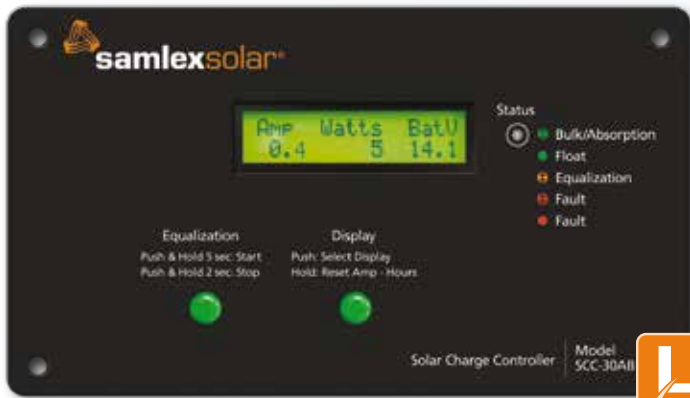 samlexsolar®
Amp Watts BatV
0.4 5 14.1
Status
Bulk/Absorption
Float
Equalization
Fault
Fault
Equalization
Push & Hold 5 sec. Start
Push & Hold 2 sec. Stop
Display
Push: Select Display
Hold: Reset Amp - Hours
Solar Charge Controller
Model
SCC-30AB